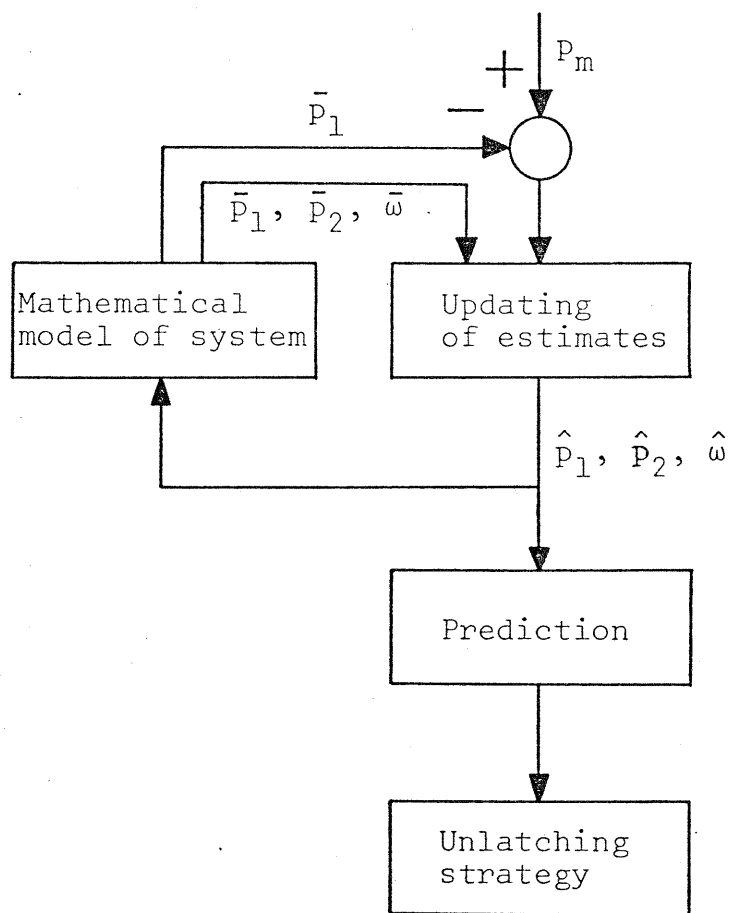 +
p_m
p̄_1
−
p̄_1, p̄_2, ω̄
Mathematical
model of system
Updating
of estimates
p̂_1, p̂_2, ω̂
Prediction
Unlatching
strategy